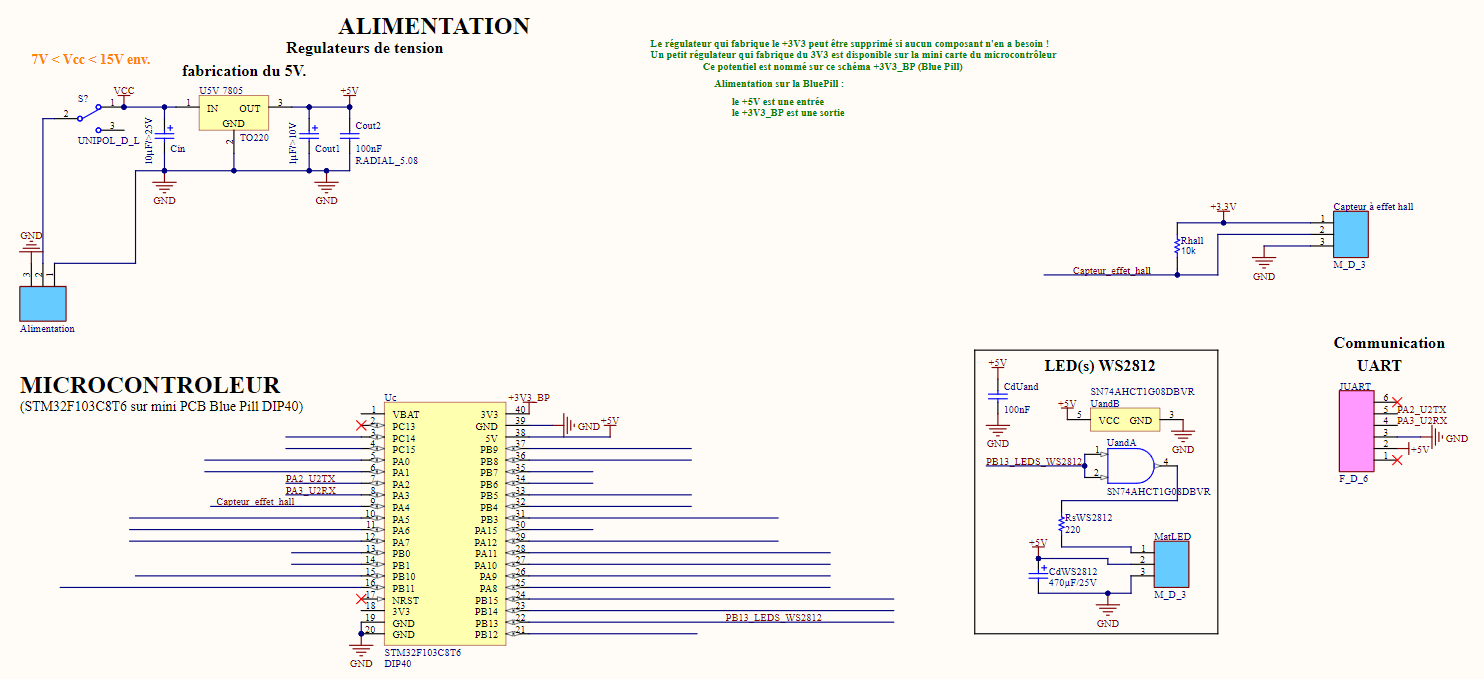 ALIMENTATION
Regulateurs de tension
7V < Vcc < 15V env.
fabrication du 5V.
Le régulateur qui fabrique le +3V3 peut être supprimé si aucun composant n'en a besoin !
Un petit régulateur qui fabrique du 3V3 est disponible sur la mini carte du microcontrôleur
Ce potentiel est nommé sur ce schéma +3V3_BP (Blue Pill)
Alimentation sur la BluePill :
le +5V est une entrée
le +3V3_BP est une sortie
S?
2
1
3
UNIPOL_D_L
VCC
10µF/>25V
+
Cin
U5V 7805
1
IN
OUT
3
GND
2
TO220
+5V
1µF/>10V
+
Cout1
Cout2
100nF
RADIAL_5.08
GND
GND
GND
3
2
1
Alimentation
+3.3V
Rhall
10k
Capteur_effet_hall
Capteur à effet hall
1
2
3
GND
M_D_3
MICROCONTROLEUR
(STM32F103C8T6 sur mini PCB Blue Pill DIP40)
Uc
+3V3_BP
1 VBAT
2 PC13
3 PC14
4 PC15
5 PA0
6 PA1
PA2_U2TX 7 PA2
PA3_U2RX 8 PA3
Capteur_effet_hall 9 PA4
10 PA5
11 PA6
12 PA7
13 PB0
14 PB1
15 PB10
16 PB11
17 NRST
18 3V3
19 GND
20 GND
GND
3V3 40
GND 39 GND
5V 38 +5V
PB9 37
PB8 36
PB7 35
PB6 34
PB5 33
PB4 32
PB3 31
PA15 30
PA12 29
PA11 28
PA10 27
PA9 26
PA8 25
PB15 24
PB14 23
PB13 22 PB13_LEDS_WS2812
PB12 21
STM32F103C8T6
DIP40
LED(s) WS2812
+5V
CdUand
100nF
GND
SN74AHCT1G08DBVR
UandB
+5V
5
VCC
GND
3
GND
UandA
PB13_LEDS_WS2812
1
2
4
SN74AHCT1G08DBVR
RsWS2812
220
+5V
+
CdWS2812
470µF/25V
MatLED
1
2
3
M_D_3
GND
Communication
UART
JUART
6
5 PA2_U2TX
4 PA3_U2RX
3 GND
2 +5V
1
F_D_6